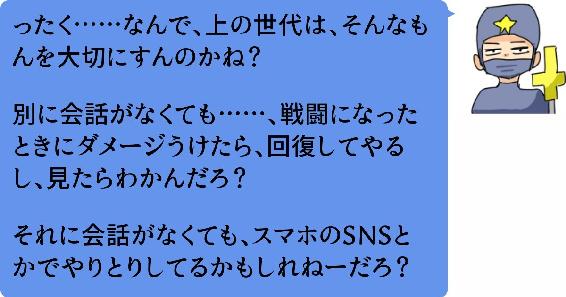 ったく……なんで、上の世代は、そんなも
んを大切にすんのかね？
別に会話がなくても……、戦闘になった
ときにダメージうけたら、回復してやる
し、見たらわかんだろ？
それに会話がなくても、スマホのSNSと
かでやりとりしてるかもしれねーだろ？